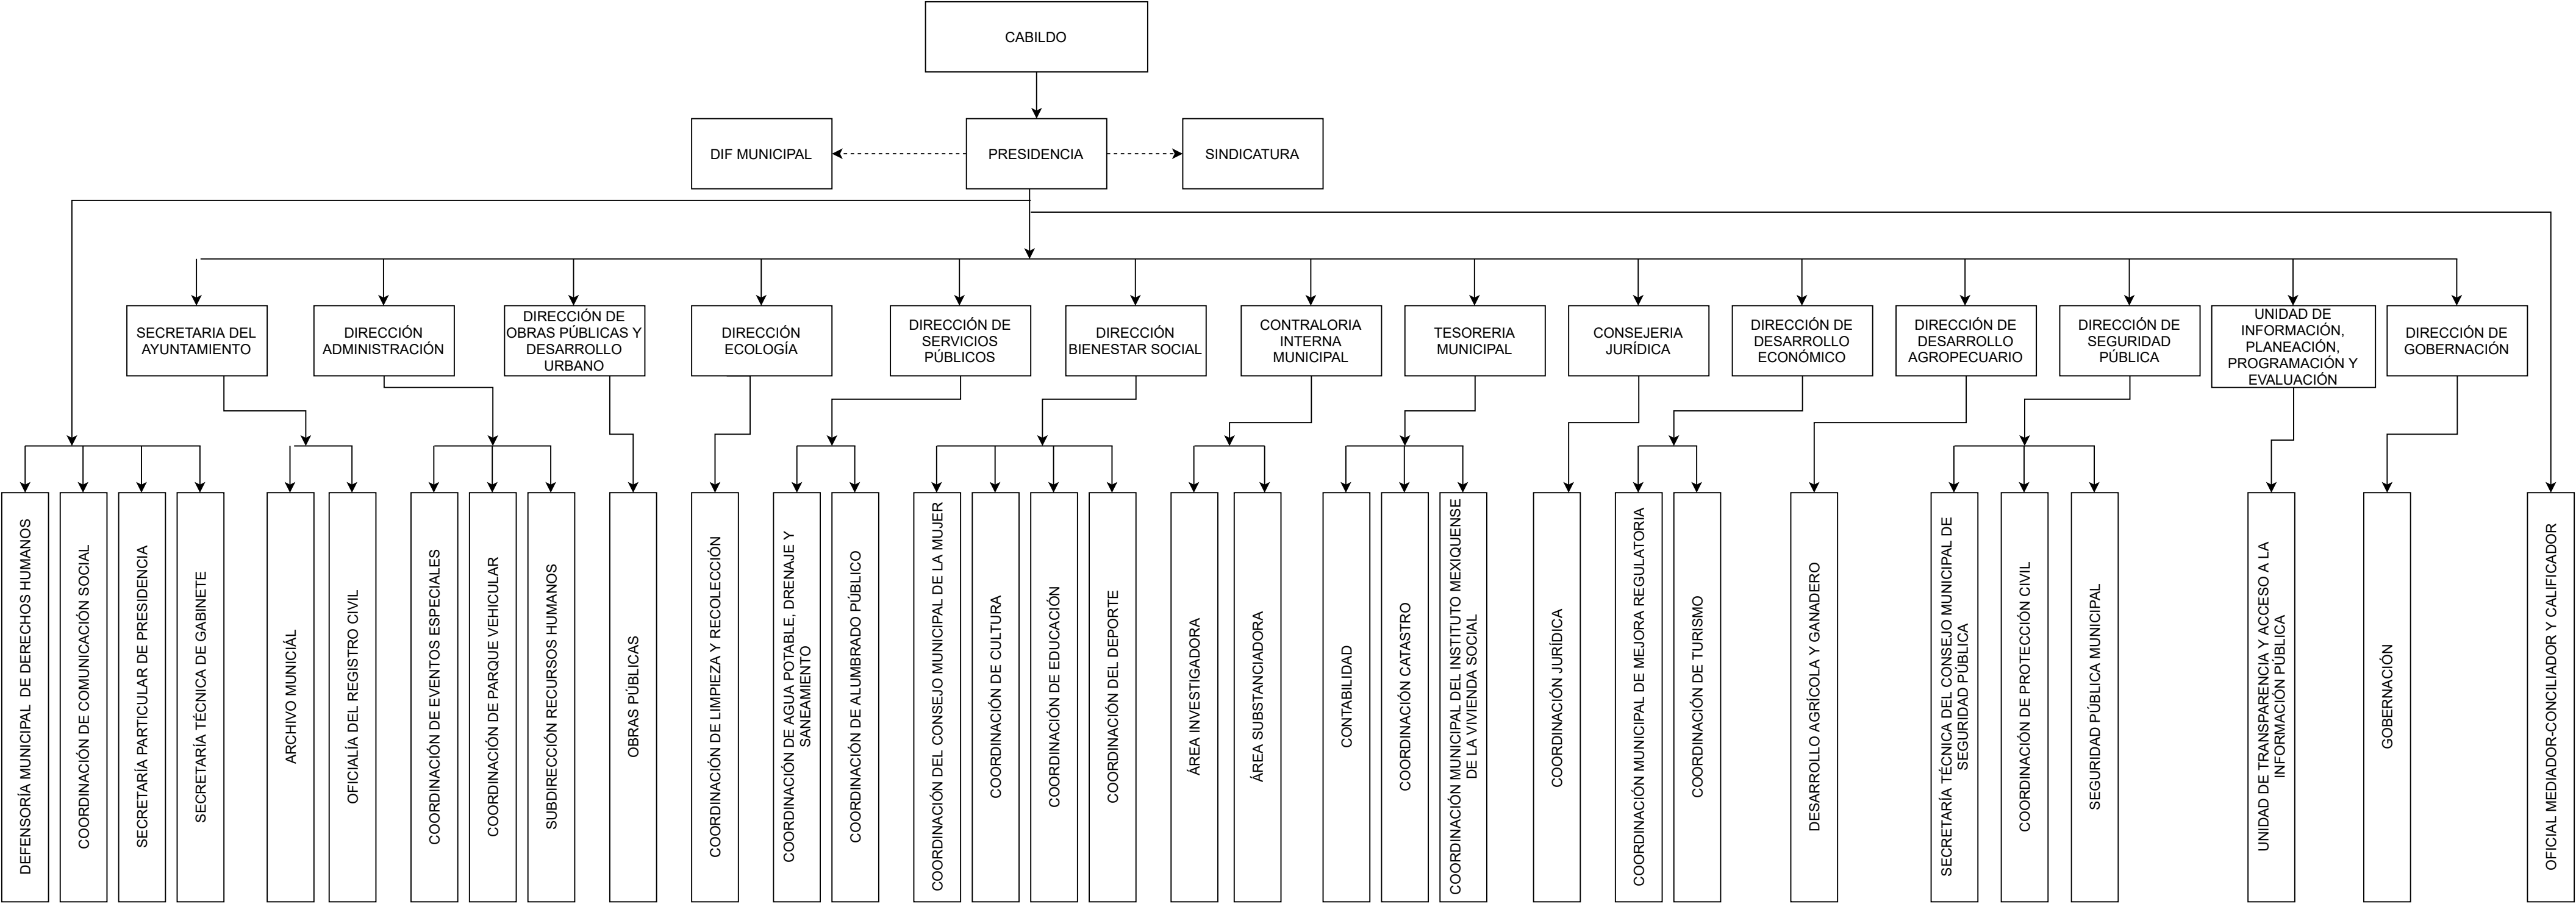 CABILDO
DIF MUNICIPAL
PRESIDENCIA
SINDICATURA
SECRETARIA DEL
AYUNTAMIENTO
DIRECCIÓN
ADMINISTRACIÓN
DIRECCIÓN DE
OBRAS PÚBLICAS Y
DESARROLLO
URBANO
DIRECCIÓN
ECOLOGÍA
DIRECCIÓN DE
SERVICIOS
PÚBLICOS
DIRECCIÓN
BIENESTAR SOCIAL
CONTRALORIA
INTERNA
MUNICIPAL
TESORERIA
MUNICIPAL
CONSEJERIA
JURÍDICA
DIRECCIÓN DE
DESARROLLO
ECONÓMICO
DIRECCIÓN DE
DESARROLLO
AGROPECUARIO
DIRECCIÓN DE
SEGURIDAD
PÚBLICA
UNIDAD DE
INFORMACIÓN,
PLANEACIÓN,
PROGRAMACIÓN Y
EVALUACIÓN
DIRECCIÓN DE
GOBERNACIÓN
DEFENSORÍA MUNICIPAL DE DERECHOS HUMANOS
COORDINACIÓN DE COMUNICACIÓN SOCIAL
SECRETARÍA PARTICULAR DE PRESIDENCIA
SECRETARÍA TÉCNICA DE GABINETE
ARCHIVO MUNICIÁL
OFICIALÍA DEL REGISTRO CIVIL
COORDINACIÓN DE EVENTOS ESPECIALES
COORDINACIÓN DE PARQUE VEHICULAR
SUBDIRECCIÓN RECURSOS HUMANOS
OBRAS PÚBLICAS
COORDINACIÓN DE LIMPIEZA Y RECOLECCIÓN
COORDINACIÓN DE AGUA POTABLE, DRENAJE Y
SANEAMIENTO
COORDINACIÓN DE ALUMBRADO PÚBLICO
COORDINACIÓN DEL CONSEJO MUNICIPAL DE LA MUJER
COORDINACIÓN DE CULTURA
COORDINACIÓN DE EDUCACIÓN
COORDINACIÓN DEL DEPORTE
ÁREA INVESTIGADORA
ÁREA SUBSTANCIADORA
CONTABILIDAD
COORDINACIÓN CATASTRO
COORDINACIÓN MUNICIPAL DEL INSTITUTO MEXIQUENSE
DE LA VIVIENDA SOCIAL
COORDINACIÓN JURÍDICA
COORDINACIÓN MUNICIPAL DE MEJORA REGULATORIA
COORDINACIÓN DE TURISMO
DESARROLLO AGRÍCOLA Y GANADERO
SECRETARÍA TÉCNICA DEL CONSEJO MUNICIPAL DE
SEGURIDAD PÚBLICA
COORDINACIÓN DE PROTECCIÓN CIVIL
SEGURIDAD PÚBLICA MUNICIPAL
UNIDAD DE TRANSPARENCIA Y ACCESO A LA
INFORMACIÓN PÚBLICA
GOBERNACIÓN
OFICIAL MEDIADOR-CONCILIADOR Y CALIFICADOR